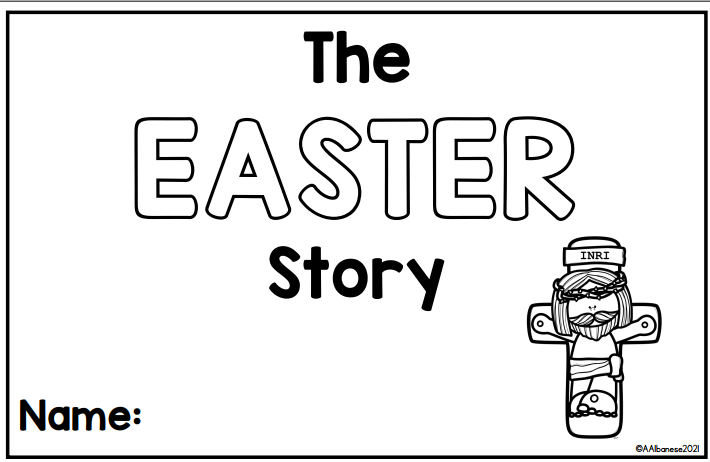 The
EASTER
Story
INRI
Name:
©AAlbanese2021